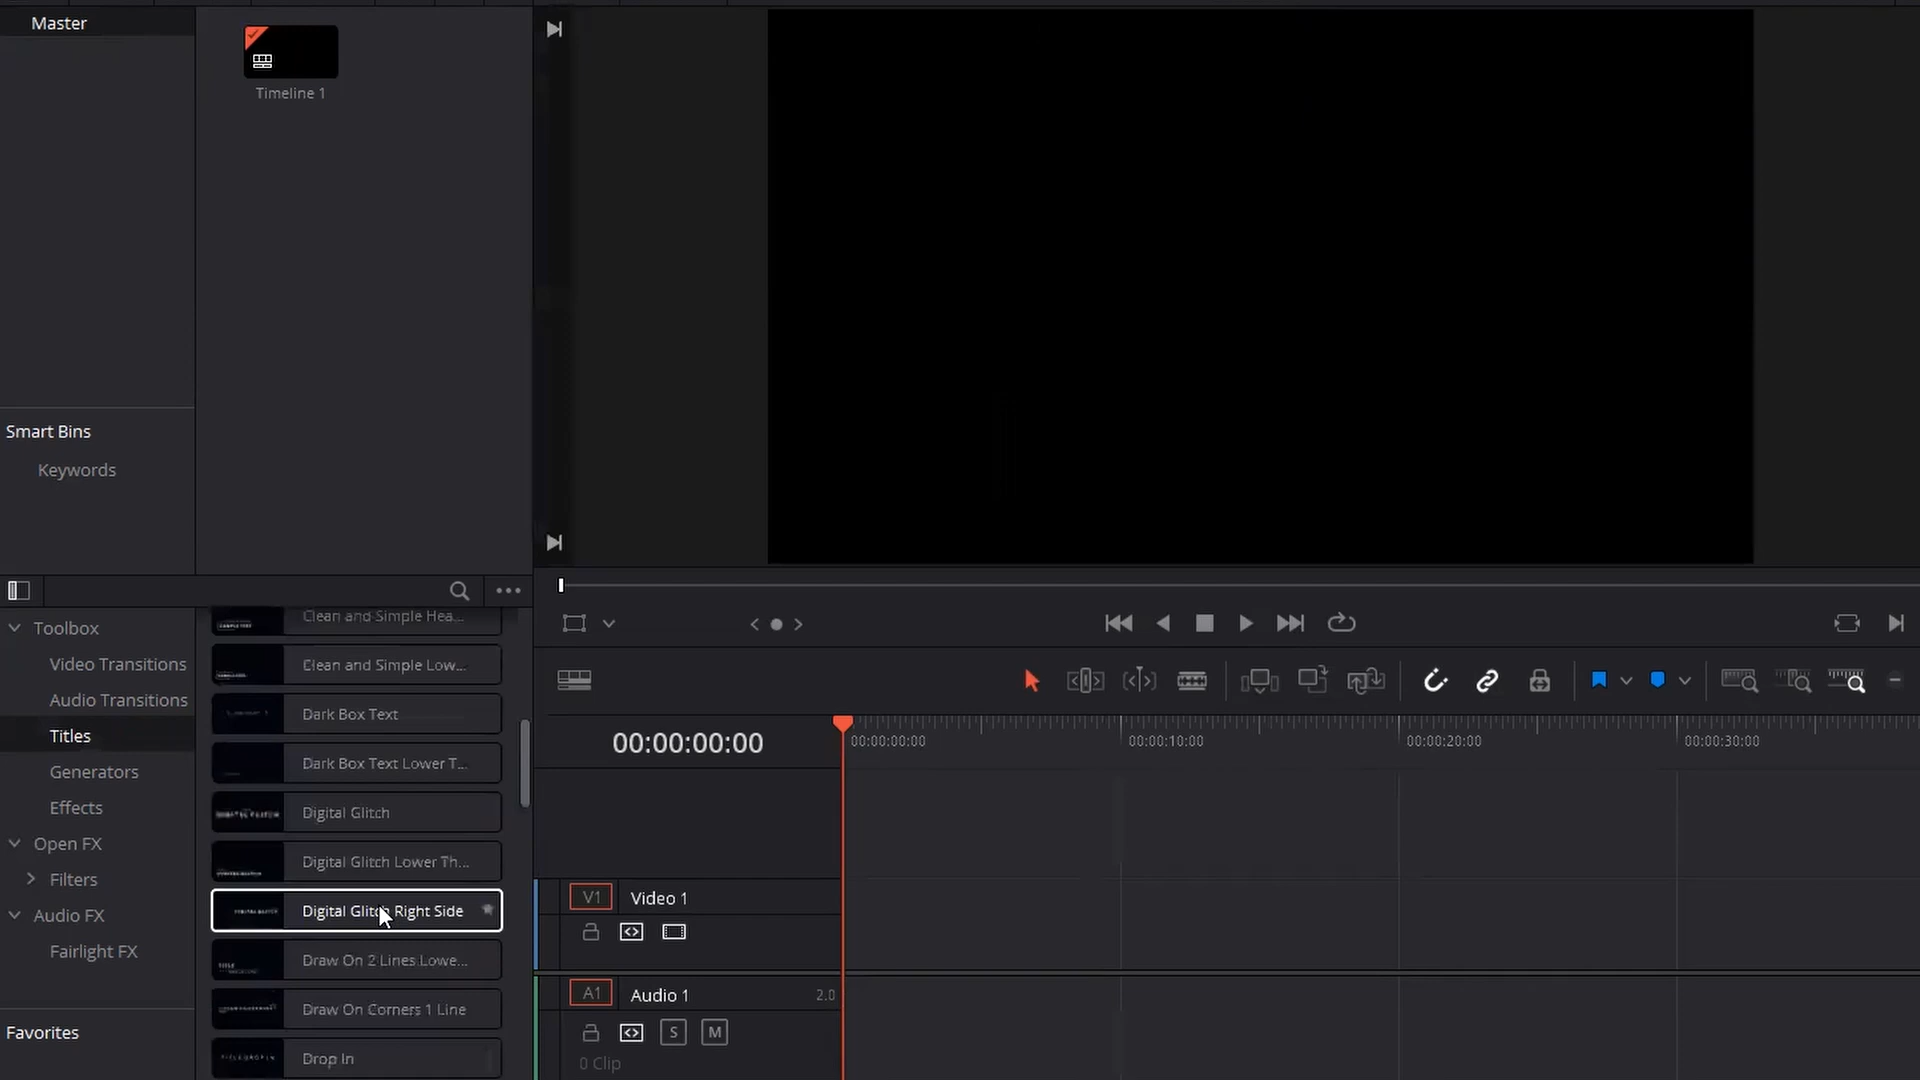 Master
Timeline 1
Smart Bins
Keywords
Toolbox
Video Transitions
Audio Transitions
Titles
Generators
Effects
Open FX
Filters
Audio FX
Fairlight FX
Favorites
Clean and Simple Hea...
Clean and Simple Low...
Dark Box Text
Dark Box Text Lower T...
Digital Glitch
Digital Glitch Lower Th...
Digital Glitch Right Side
Draw On 2 Lines Lowe...
Draw On Corners 1 Line
Drop In
00:00:00:00
00:00:00:00
00:00:10:00
00:00:20:00
00:00:30:00
V1 Video 1
A1 Audio 1 2.0
S M
0 Clip